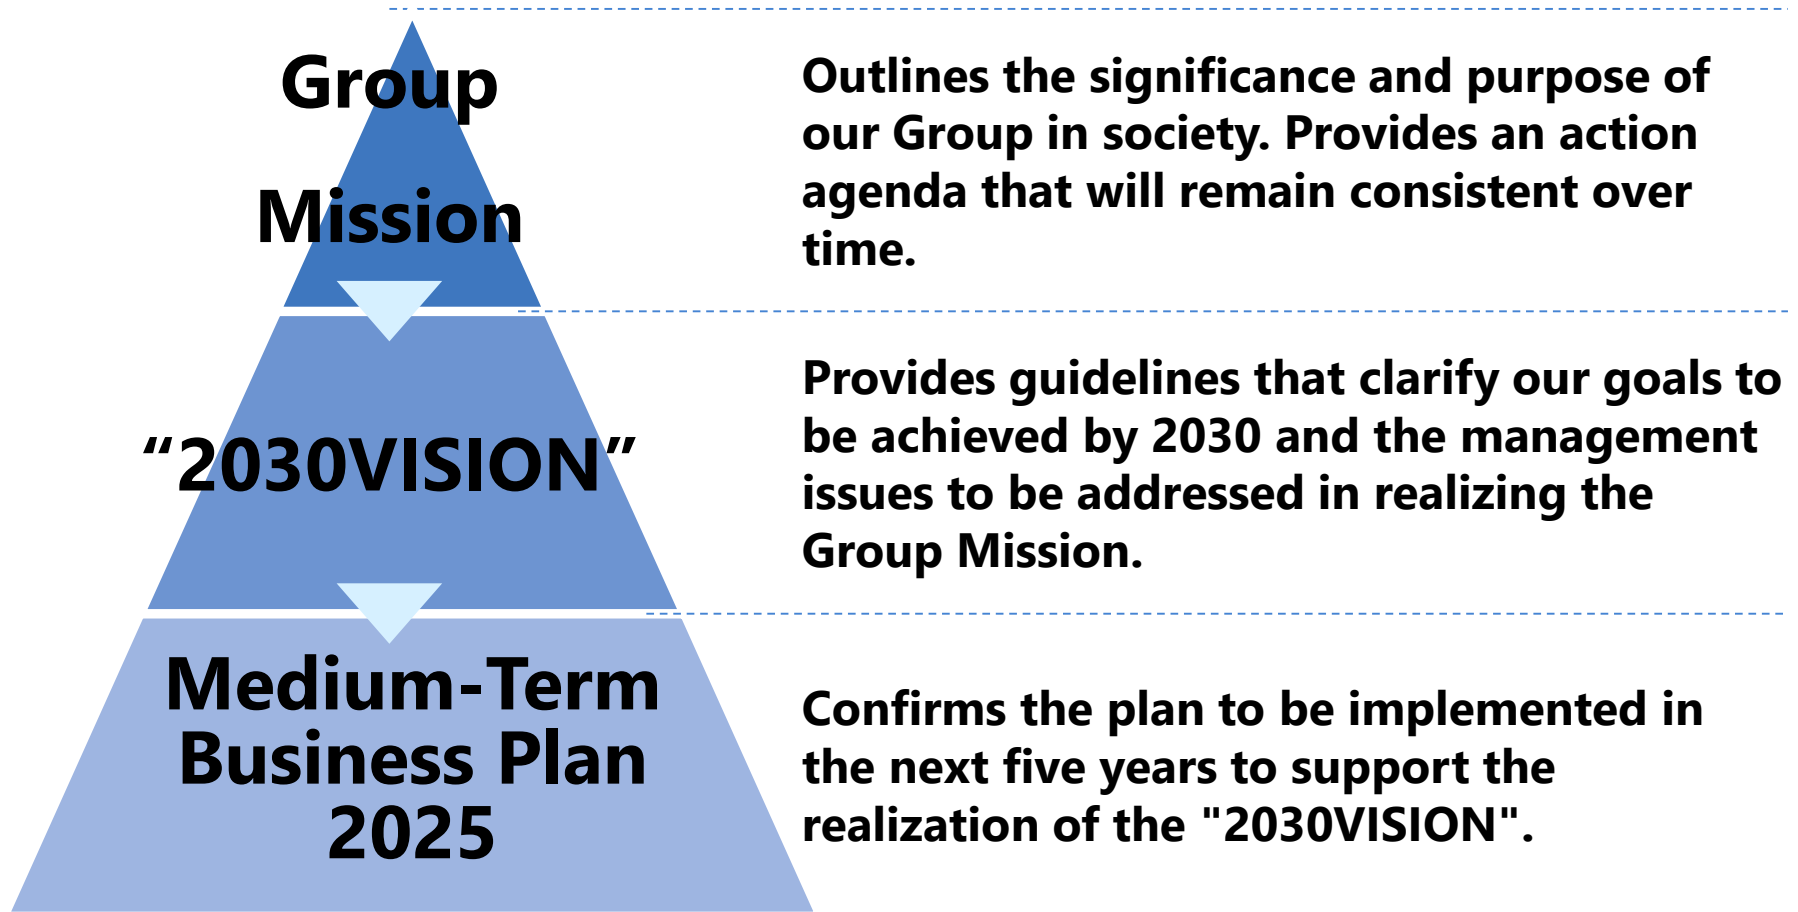 Group
Mission
Outlines the significance and purpose of
our Group in society. Provides an action
agenda that will remain consistent over
time.
“2030VISION”
Provides guidelines that clarify our goals to
be achieved by 2030 and the management
issues to be addressed in realizing the
Group Mission.
Medium-Term
Business Plan
2025
Confirms the plan to be implemented in
the next five years to support the
realization of the "2030VISION".